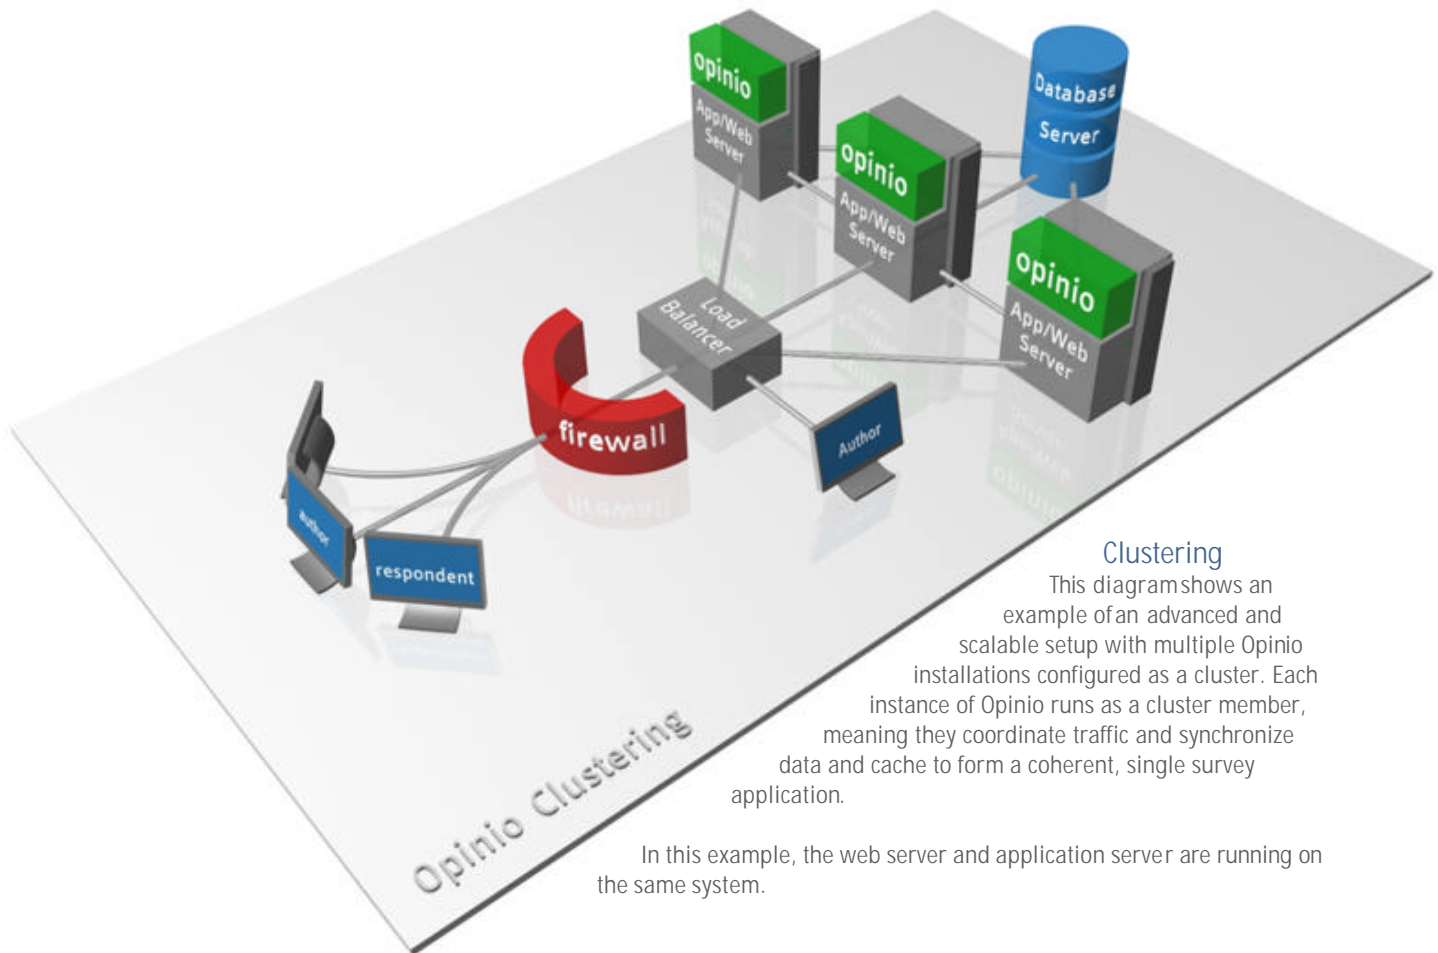 opinio
App/Web
Server
Database
Server
opinio
App/Web
Server
opinio
App/Web
Server
Load
Balancer
firewall
Author
author
respondent
Opinio Clustering
Clustering
This diagram shows an
example of an advanced and
scalable setup with multiple Opinio
installations configured as a cluster. Each
instance of Opinio runs as a cluster member,
meaning they coordinate traffic and synchronize
data and cache to form a coherent, single survey
application.
In this example, the web server and application server are running on
the same system.